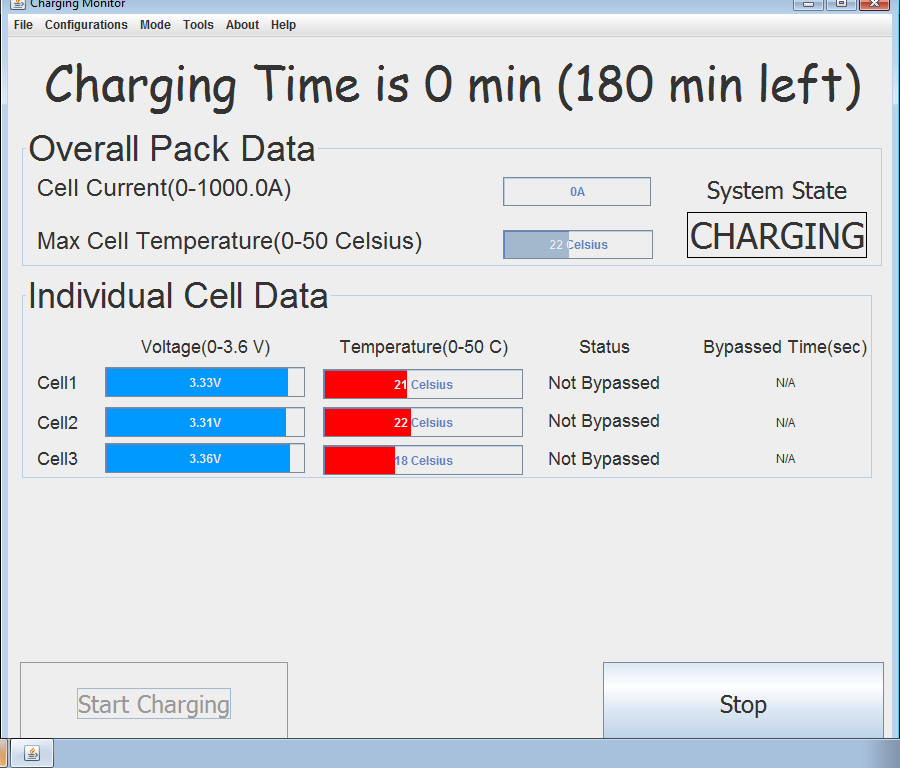 Charging Monitor
File Configurations Mode Tools About Help
Charging Time is 0 min (180 min left)
Overall Pack Data
Cell Current(0-1000.0A) 0A System State
Max Cell Temperature(0-50 Celsius) 22 Celsius CHARGING
Individual Cell Data
Voltage(0-3.6 V) Temperature(0-50 C) Status Bypassed Time(sec)
Cell1 3.33V 21 Celsius Not Bypassed N/A
Cell2 3.31V 22 Celsius Not Bypassed N/A
Cell3 3.36V 18 Celsius Not Bypassed N/A
Start Charging Stop